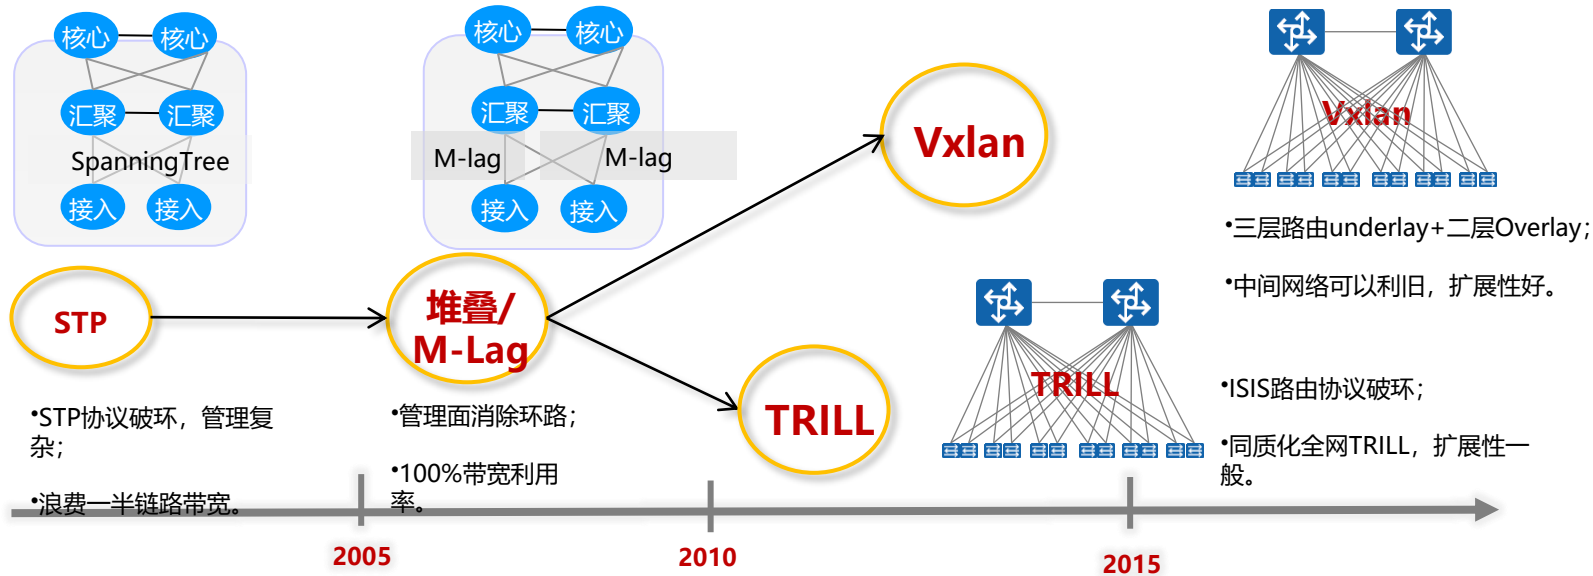 核心 核心
汇聚 汇聚
SpanningTree
接入 接入
核心 核心
汇聚 汇聚
M-lag M-lag
接入 接入
Vxlan
Vxlan
•三层路由underlay+二层Overlay；
•中间网络可以利旧，扩展性好。
STP
堆叠/
M-Lag
TRILL
TRILL
•STP协议破环，管理复
杂；
•浪费一半链路带宽。
•管理面消除环路；
•100%带宽利用
率。
•ISIS路由协议破环；
•同质化全网TRILL，扩展性一
般。
2005
2010
2015